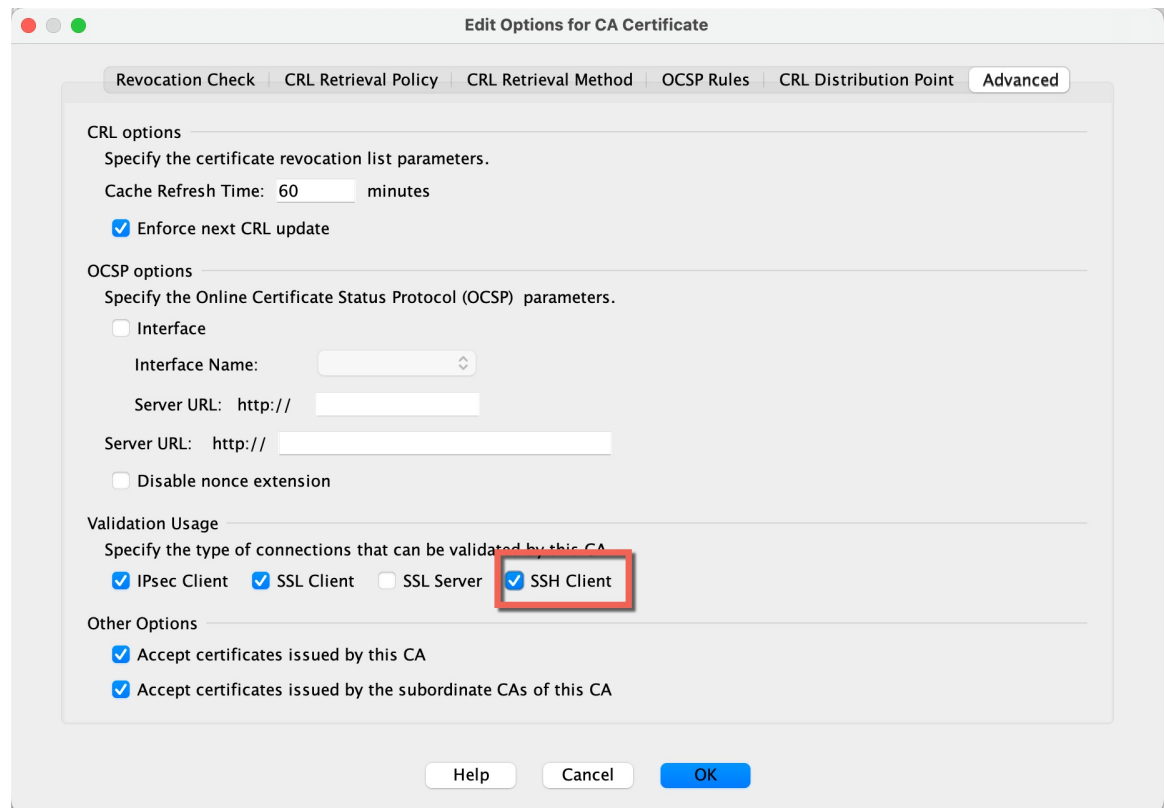 Edit Options for CA Certificate
Revocation Check CRL Retrieval Policy CRL Retrieval Method OCSP Rules CRL Distribution Point Advanced
CRL options
Specify the certificate revocation list parameters.
Cache Refresh Time: 60 minutes
Enforce next CRL update
OCSP options
Specify the Online Certificate Status Protocol (OCSP) parameters.
Interface
Interface Name:
Server URL: http://
Server URL: http://
Disable nonce extension
Validation Usage
Specify the type of connections that can be validated by this CA
IPsec Client SSL Client SSL Server SSH Client
Other Options
Accept certificates issued by this CA
Accept certificates issued by the subordinate CAs of this CA
Help Cancel OK